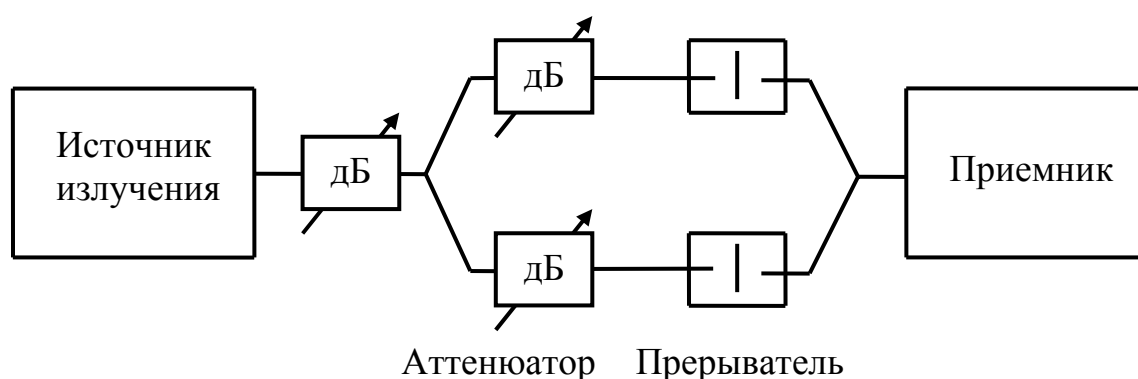 дБ
Источник
излучения
дБ
Приемник
дБ
Аттенюатор Прерыватель